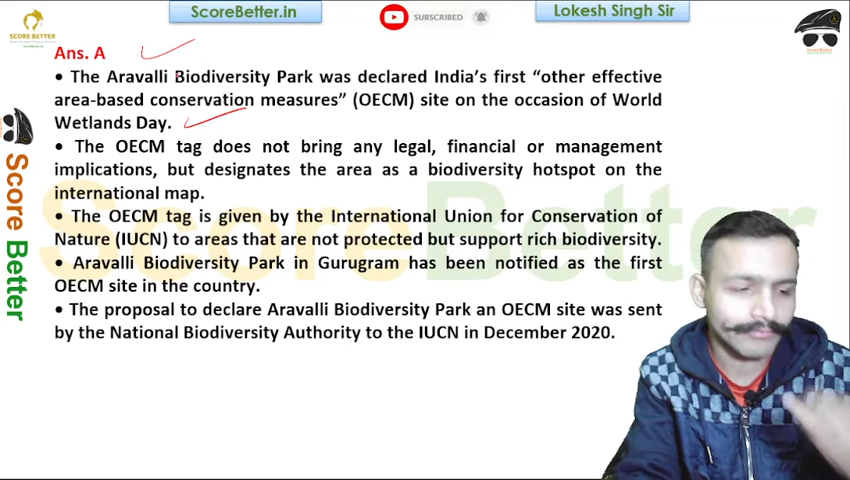 ScoreBetter.in
SUBSCRIBED
Lokesh Singh Sir
SCORE BETTER
Ans. A
• The Aravalli Biodiversity Park was declared India's first “other effective
area-based conservation measures” (OECM) site on the occasion of World
Wetlands Day.
• The OECM tag does not bring any legal, financial or management
implications, but designates the area as a biodiversity hotspot on the
international map.
• The OECM tag is given by the International Union for Conservation of
Nature (IUCN) to areas that are not protected but support rich biodiversity.
• Aravalli Biodiversity Park in Gurugram has been notified as the first
OECM site in the country.
• The proposal to declare Aravalli Biodiversity Park an OECM site was sent
by the National Biodiversity Authority to the IUCN in December 2020.
Score Better
ScoreBetter